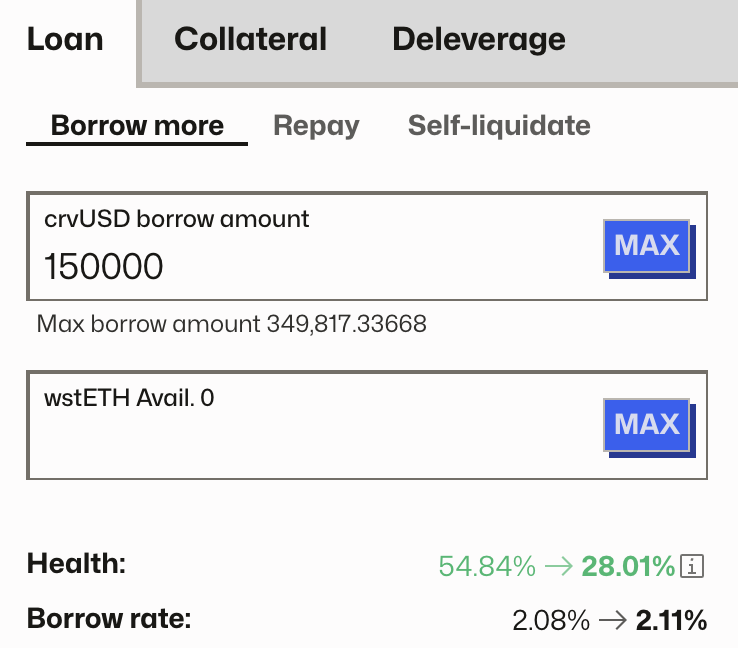 Loan Collateral Deleverage
Borrow more Repay Self-liquidate
crvUSD borrow amount
150000
MAX
Max borrow amount 349,817.33668
wstETH Avail. 0
MAX
Health: 54.84% → 28.01% i
Borrow rate: 2.08% → 2.11%